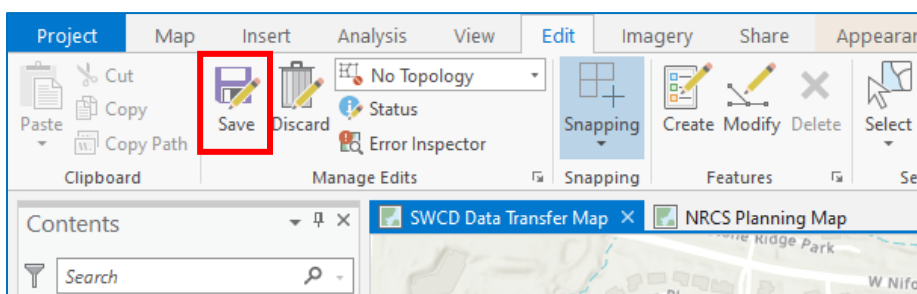 Project Map Insert Analysis View Edit Imagery Share Appearan
Cut
Copy
Copy Path
Paste
Save
Discard
No Topology
Status
Error Inspector
Snapping
Create
Modify
Delete
Select
Clipboard
Manage Edits
Snapping
Features
Se
Contents
SWCD Data Transfer Map
NRCS Planning Map
Search
Ridge Park
W Nifo